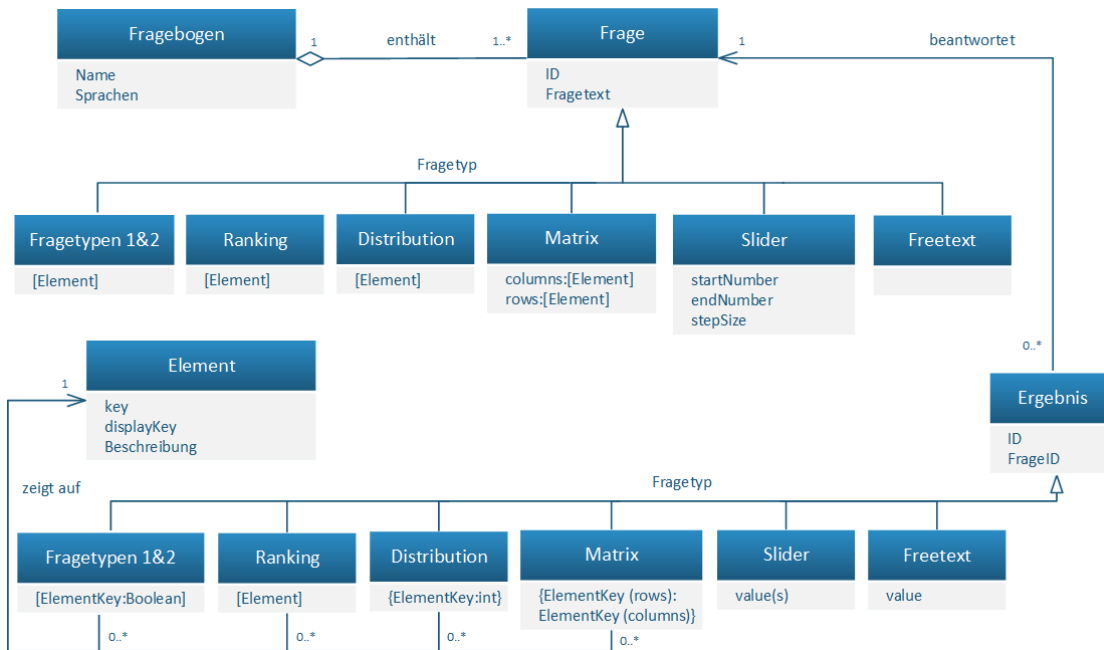 Fragebogen
Name
Sprachen
1
enthält
1..*
Frage
ID
Fragetext
1
beantwortet
Fragetyp
Fragetypen 1&2
[Element]
Ranking
[Element]
Distribution
[Element]
Matrix
columns:[Element]
rows:[Element]
Slider
startNumber
endNumber
stepSize
Freetext
0..*
Element
key
displayKey
Beschreibung
1
zeigt auf
Ergebnis
ID
FrageID
Fragetyp
Fragetypen 1&2
[ElementKey:Boolean]
Ranking
[Element]
Distribution
{ElementKey:int}
Matrix
{ElementKey (rows):
ElementKey (columns)}
Slider
value(s)
Freetext
value
0..*
0..*
0..*
0..*